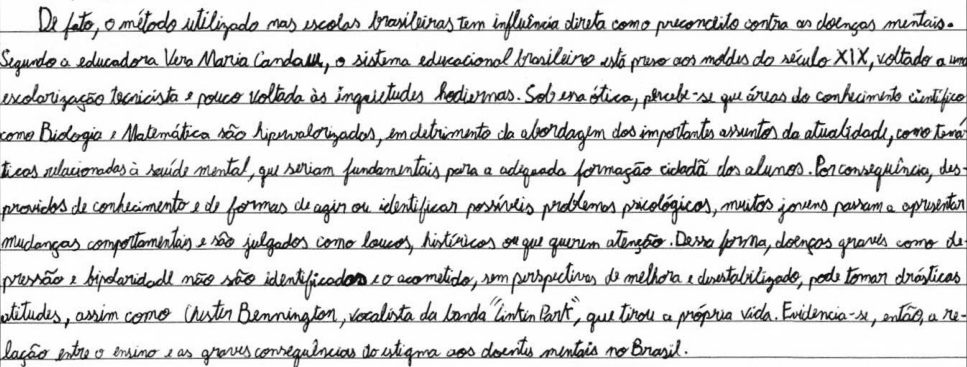 De fato, o método utilizado nas escolas brasileiras tem influência direta como preconceito contra as doenças mentais.
Segundo a educadora Vera Maria Candau, o sistema educacional brasileiro está preso aos moldes do século XIX, voltado a uma
escolarização tecnicista e pouco voltada às inquietudes hodiernas. Sob essa ótica, percebe-se que áreas do conhecimento científico
como Biologia e Matemática são hipervalorizados, em detrimento da abordagem dos importantes assuntos da atualidade, como temá-
ticas relacionadas à saúde mental, que seriam fundamentais para a adequada formação cidadã dos alunos. Por consequência, des-
providos de conhecimento e de formas de agir ou identificar possíveis problemas psicológicos, muitos jovens passam a apresentar
mudanças comportamentais e são julgados como loucos, histéricos ou que querem atenção. Dessa forma, doenças graves como de-
pressão e bipolaridade não são identificados e o acometido, sem perspectivas de melhora e desestabilizado, pode tomar drásticas
atitudes, assim como Chester Bennington, vocalista da banda "Linkin Park", que tirou a própria vida. Evidencia-se, então, a re-
lação entre o ensino e as graves consequências do estigma aos doentes mentais no Brasil.